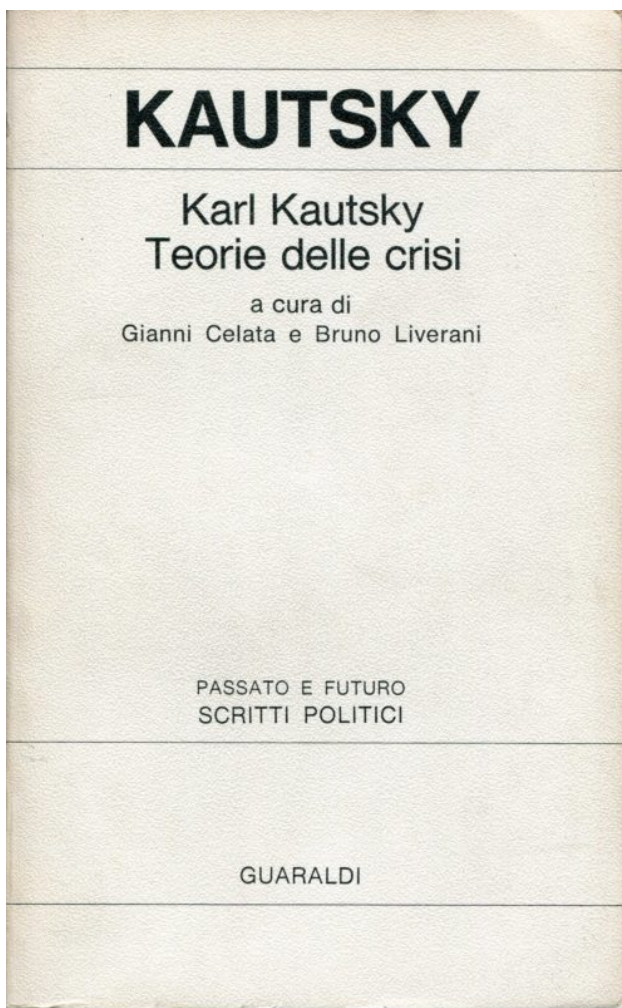 KAUTSKY
Karl Kautsky
Teorie delle crisi
a cura di
Gianni Celata e Bruno Liverani
PASSATO E FUTURO
SCRITTI POLITICI
GUARALDI